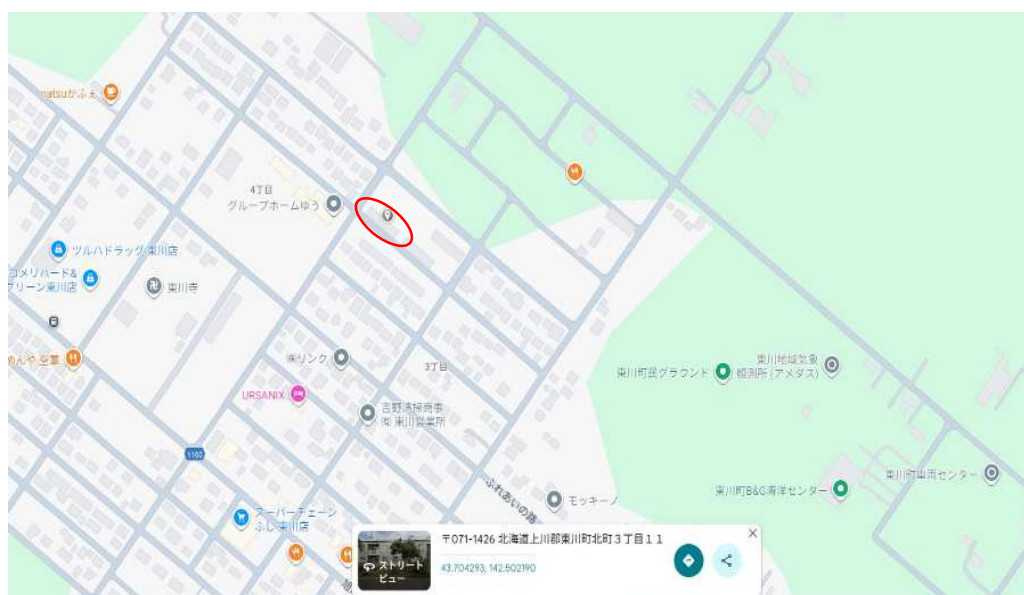 natsuかふぇ
4丁目
グループホームゆう
ツルハドラッグ 東川店
コメリハード&
グリーン東川店
東川寺
めんや 空軍
㈱リンク
3丁目
URSANIX
吉野清掃商事
㈲ 東川営業所
東川地域気象
観測所 (アメダス)
東川町民グラウンド
1160
東川町車両センター
東川町B&G海洋センター
ふれあいの路
モッキーノ
スーパーチェーン
ふじ 東川店
〒071-1426 北海道上川郡東川町北町3丁目11
43.704293, 142.502190
ストリート
ビュー